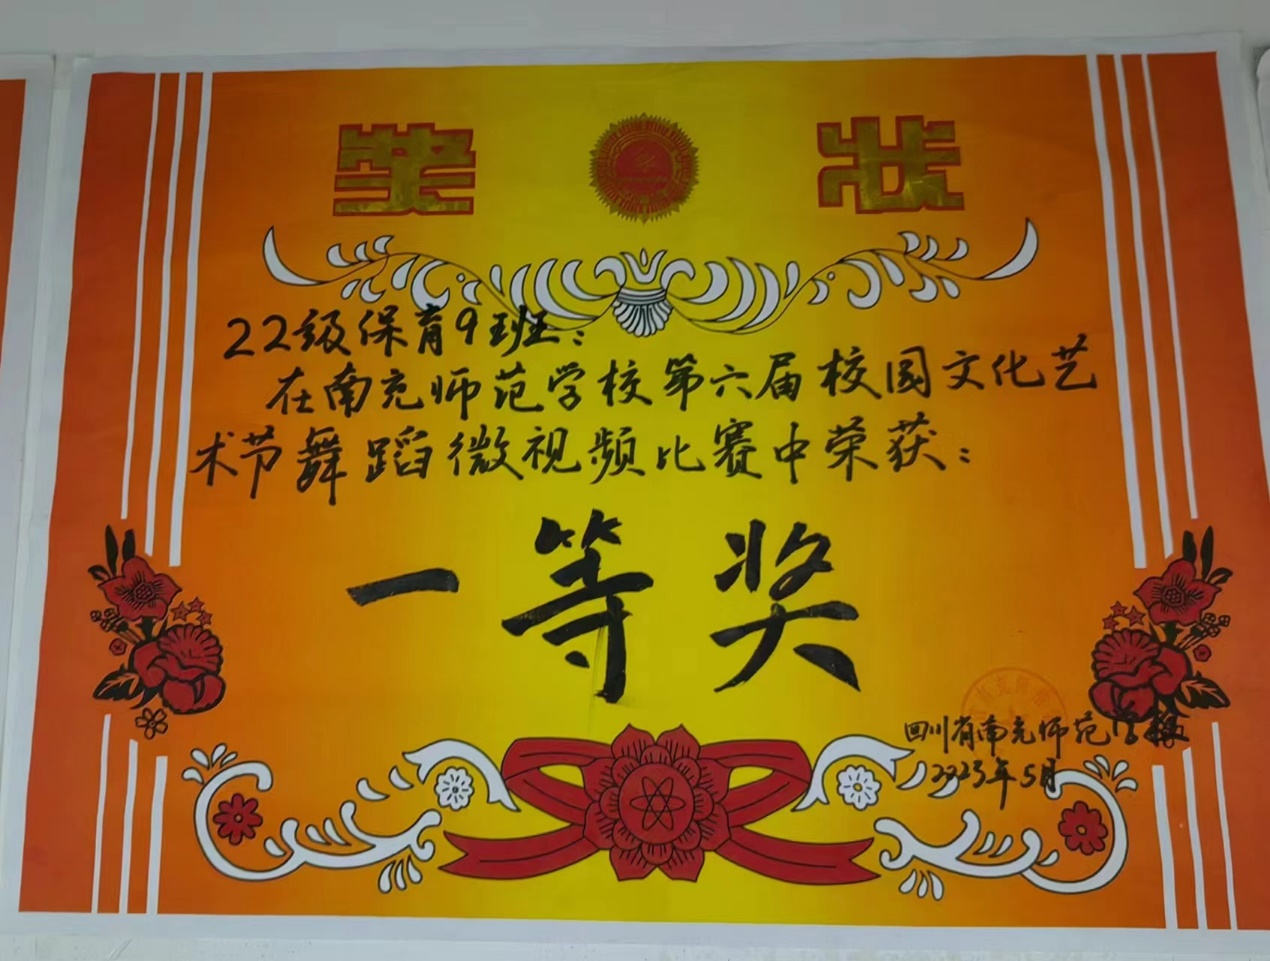 奖 状
22级保育9班：
在南充师范学校第六届校园文化艺
术节舞蹈微视频比赛中荣获：
一等奖
四川省南充师范学校
2023年5月